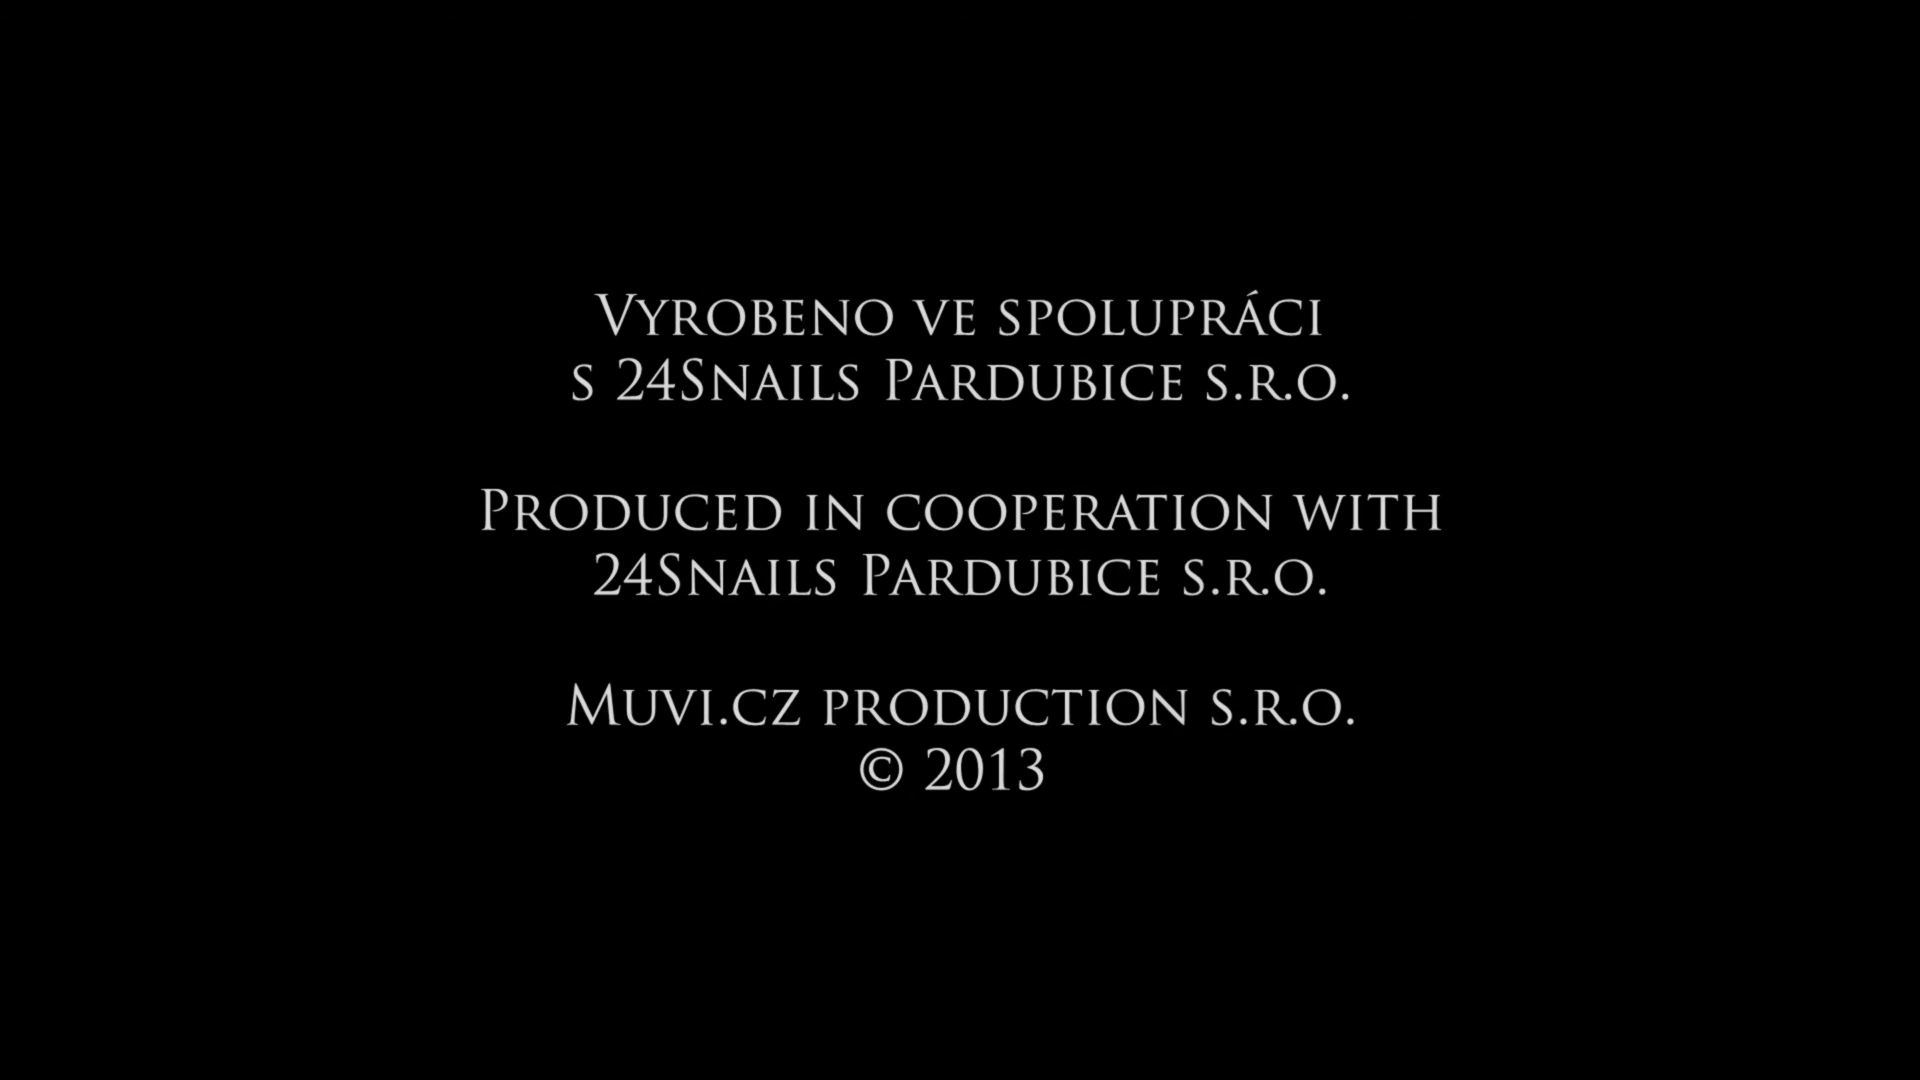 Vyrobeno ve spolupráci
s 24Snails Pardubice s.r.o.
Produced in cooperation with
24Snails Pardubice s.r.o.
Muvi.cz production s.r.o.
© 2013